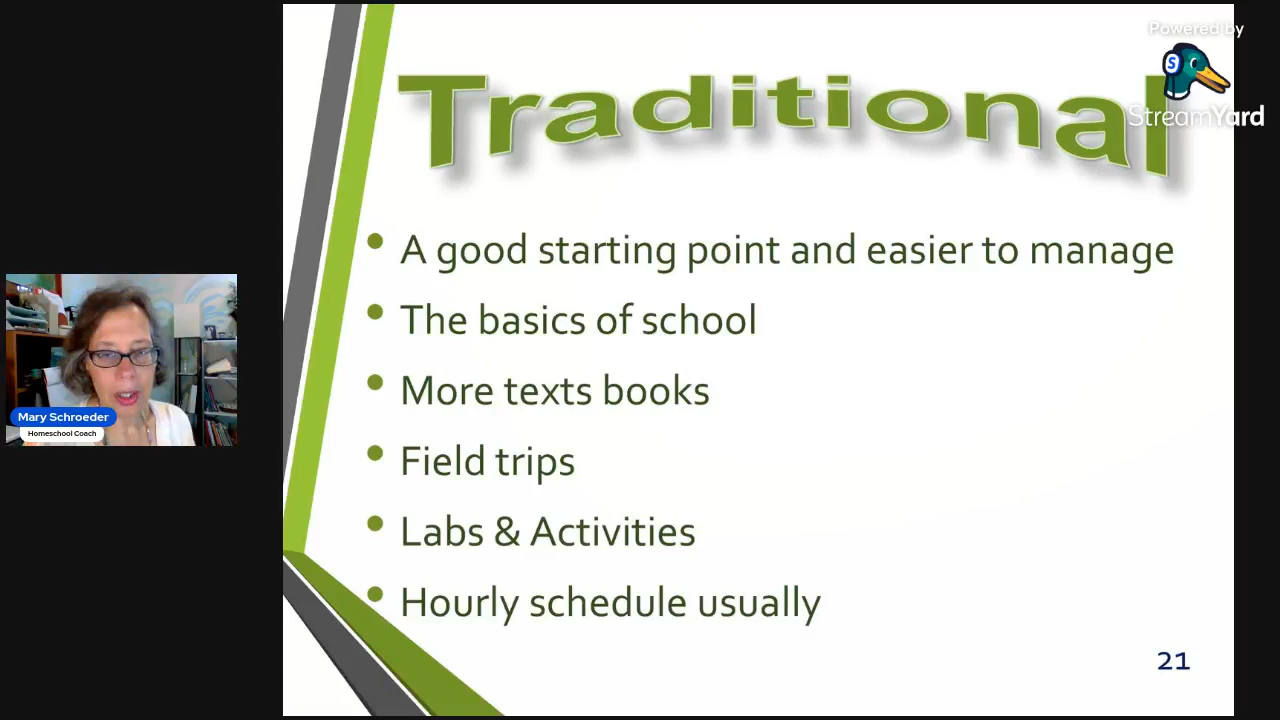 Powered by
StreamYard
Traditional
• A good starting point and easier to manage
• The basics of school
• More texts books
• Field trips
• Labs & Activities
• Hourly schedule usually
Mary Schroeder
Homeschool Coach
21